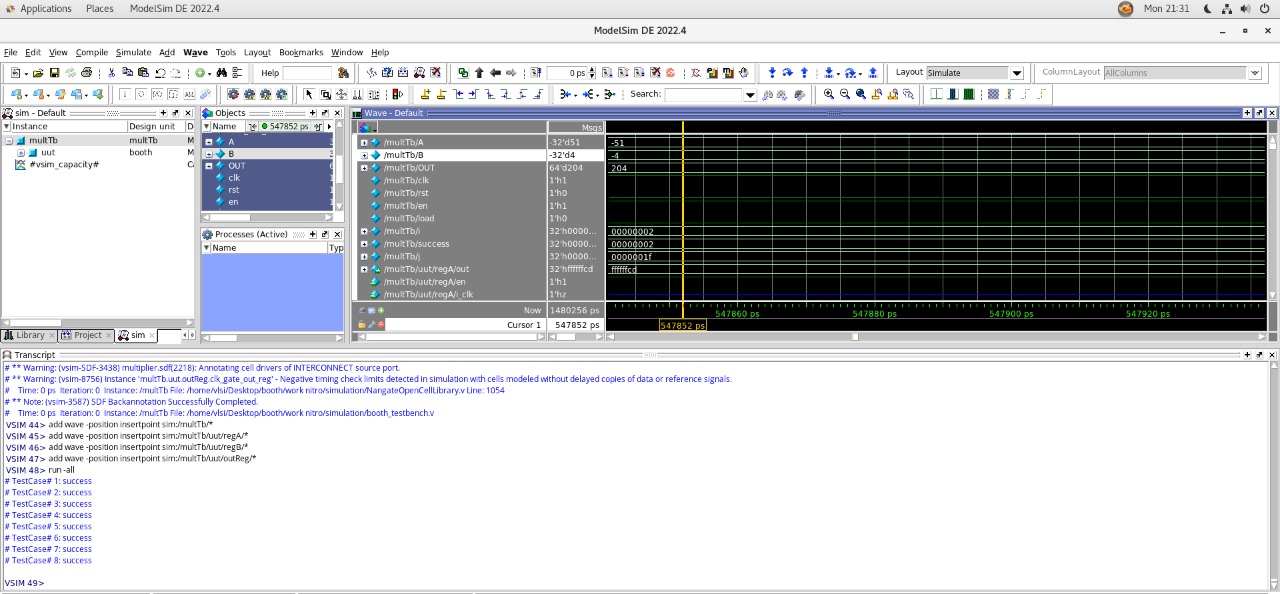 Applications Places ModelSim DE 2022.4 Mon 21:31
ModelSim DE 2022.4
File Edit View Compile Simulate Add Wave Tools Layout Bookmarks Window Help
Help 0 ps Layout Simulate ColumnLayout AllColumns
Search:
sim - Default
Instance Design unit D
multTb multTb M
uut booth M
#vsim_capacity# C
Library Project sim
Objects
Name 547852 ps
A
B
OUT
clk 1
rst 1
en 1
Processes (Active)
Name Typ
Wave - Default
Msgs
/multTb/A -32'd51 -51
/multTb/B -32'd4 -4
/multTb/OUT 64'd204 204
/multTb/clk 1'h1
/multTb/rst 1'h0
/multTb/en 1'h1
/multTb/load 1'h0
/multTb/i 32'h0000... 00000002
/multTb/success 32'h0000... 00000002
/multTb/j 32'h0000... 0000001f
/multTb/uut/regA/out 32'hffffffcd ffffffcd
/multTb/uut/regA/en 1'h1
/multTb/uut/regA/i_clk 1'hz
Now 1480256 ps 547860 ps 547880 ps 547900 ps 547920 ps
Cursor 1 547852 ps 547852 ps
Transcript
# ** Warning: (vsim-SDF-3438) multiplier.sdf(2218): Annotating cell drivers of INTERCONNECT source port.
# ** Warning: (vsim-8756) Instance 'multTb.uut.outReg.clk_gate_out_reg' - Negative timing check limits detected in simulation with cells modeled without delayed copies of data or reference signals.
# Time: 0 ps Iteration: 0 Instance: /multTb File: /home/vlsi/Desktop/booth/work nitro/simulation/NangateOpenCellLibrary.v Line: 1054
# ** Note: (vsim-3587) SDF Backannotation Successfully Completed.
# Time: 0 ps Iteration: 0 Instance: /multTb File: /home/vlsi/Desktop/booth/work nitro/simulation/booth_testbench.v
VSIM 44> add wave -position insertpoint sim:/multTb/*
VSIM 45> add wave -position insertpoint sim:/multTb/uut/regA/*
VSIM 46> add wave -position insertpoint sim:/multTb/uut/regB/*
VSIM 47> add wave -position insertpoint sim:/multTb/uut/outReg/*
VSIM 48> run -all
# TestCase# 1: success
# TestCase# 2: success
# TestCase# 3: success
# TestCase# 4: success
# TestCase# 5: success
# TestCase# 6: success
# TestCase# 7: success
# TestCase# 8: success
VSIM 49>